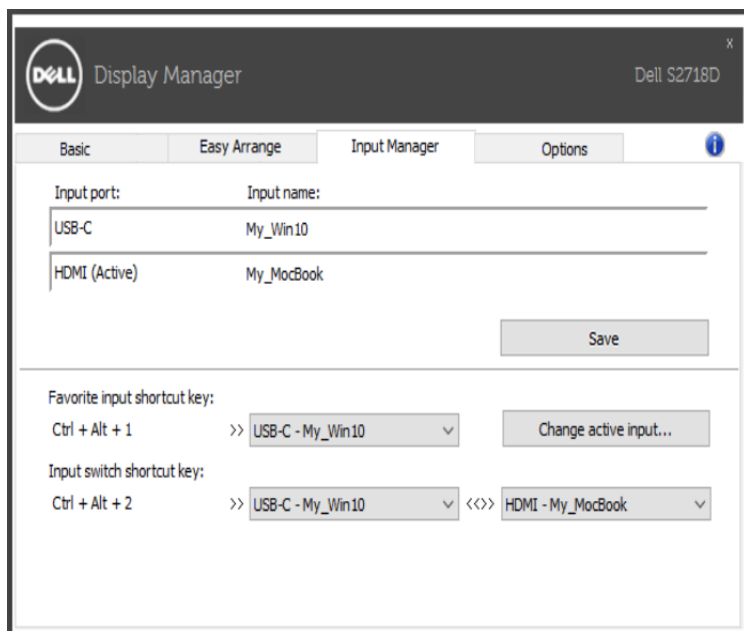 x
DELL Display Manager Dell S2718D
Basic Easy Arrange Input Manager Options i
Input port: Input name:
USB-C My_Win10
HDMI (Active) My_MocBook
Save
Favorite input shortcut key:
Ctrl + Alt + 1 >> USB-C - My_Win10 Change active input...
Input switch shortcut key:
Ctrl + Alt + 2 >> USB-C - My_Win10 <<>> HDMI - My_MocBook